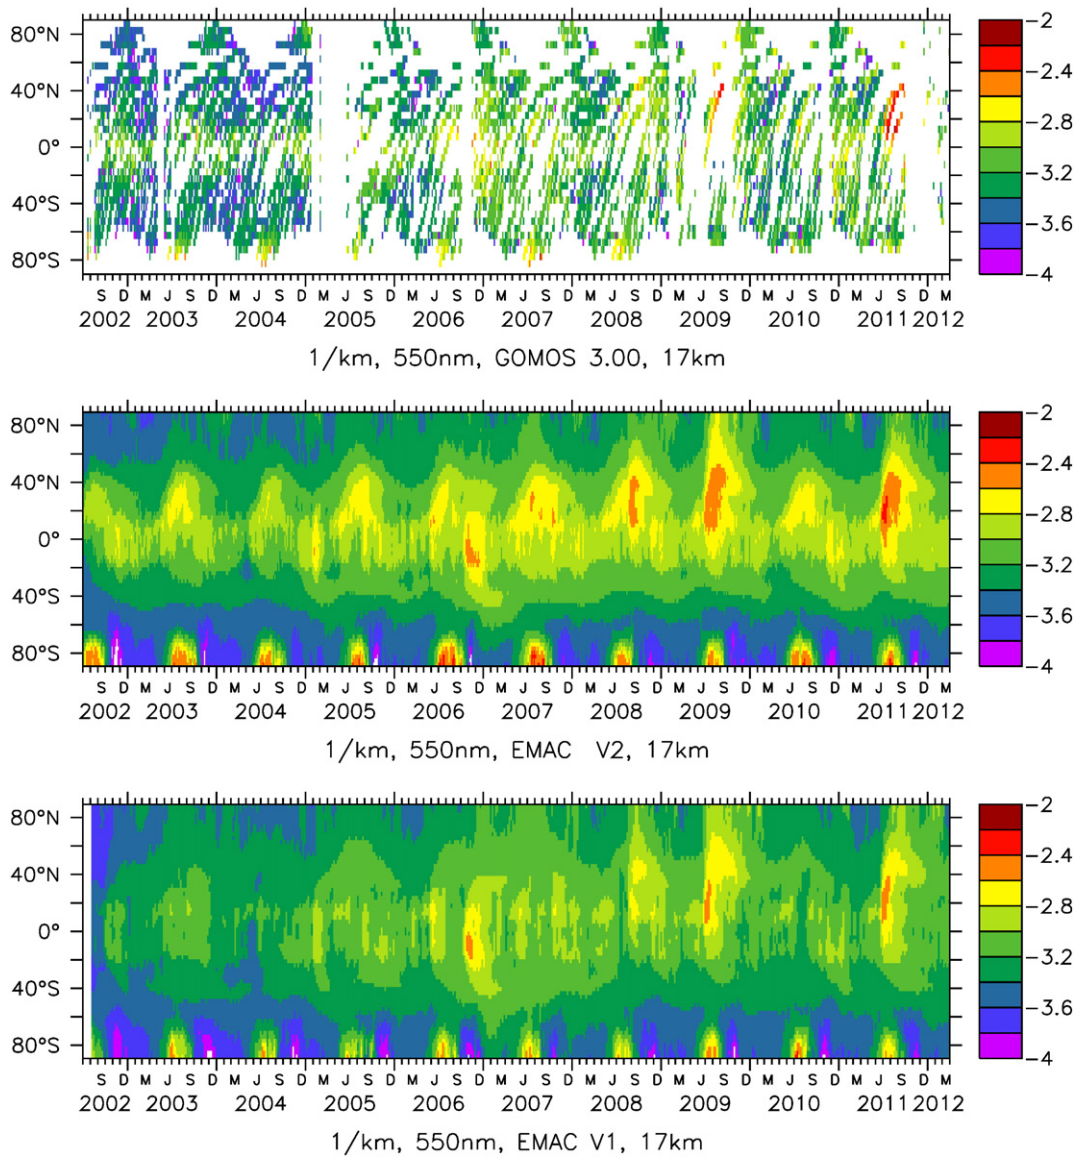 80°N
40°N
0°
40°S
80°S
−2
−2.4
−2.8
−3.2
−3.6
−4
S D M J S D M J S D M J S D M J S D M J S D M J S D M J S D M J S D M J S D M
2002 2003 2004 2005 2006 2007 2008 2009 2010 2011 2012
1/km, 550nm, GOMOS 3.00, 17km
80°N
40°N
0°
40°S
80°S
−2
−2.4
−2.8
−3.2
−3.6
−4
S D M J S D M J S D M J S D M J S D M J S D M J S D M J S D M J S D M J S D M
2002 2003 2004 2005 2006 2007 2008 2009 2010 2011 2012
1/km, 550nm, EMAC V2, 17km
80°N
40°N
0°
40°S
80°S
−2
−2.4
−2.8
−3.2
−3.6
−4
S D M J S D M J S D M J S D M J S D M J S D M J S D M J S D M J S D M J S D M
2002 2003 2004 2005 2006 2007 2008 2009 2010 2011 2012
1/km, 550nm, EMAC V1, 17km